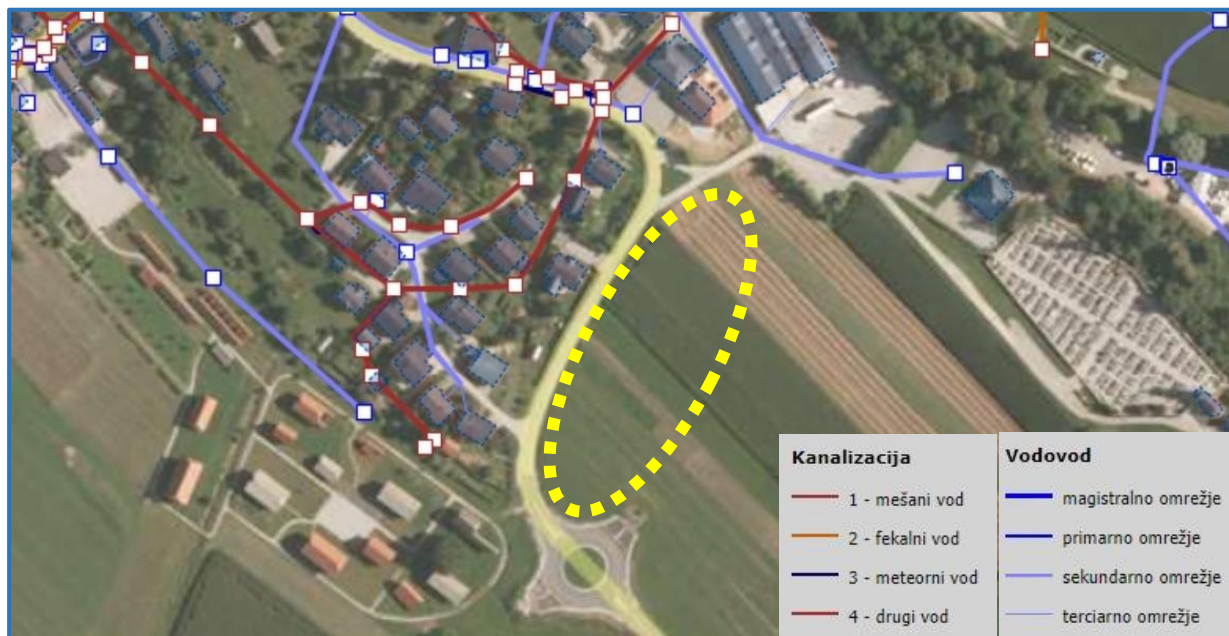 Kanalizacija
1 - mešani vod
2 - fekalni vod
3 - meteorni vod
4 - drugi vod
Vodovod
magistralno omrežje
primarno omrežje
sekundarno omrežje
terciarno omrežje